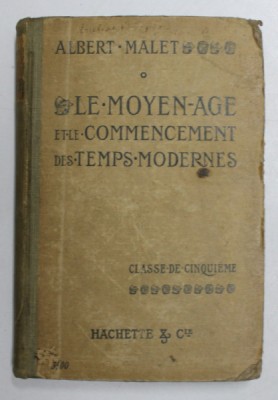 ALBERT·MALET
LE·MOYEN-AGE
ET·LE·COMMENCEMENT
DES·TEMPS·MODERNES
CLASSE·DE·CINQUIÈME
HACHETTE & Cie